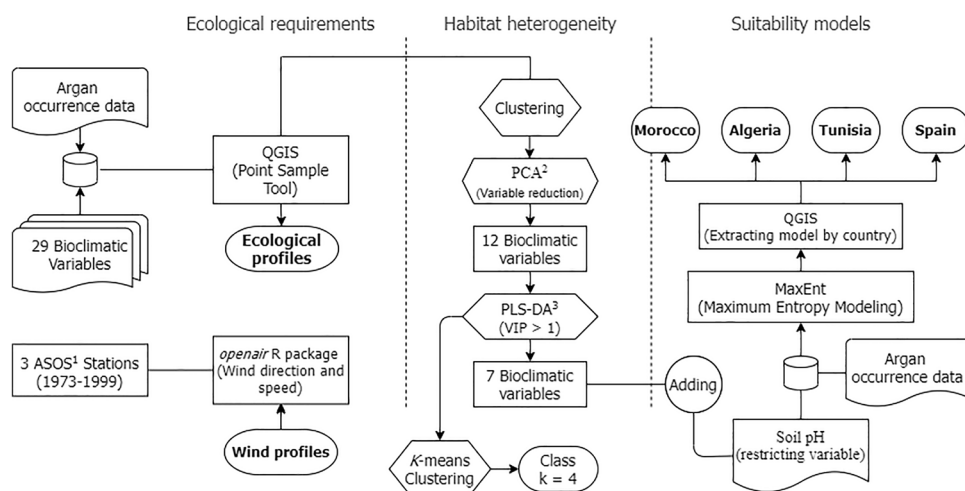 Ecological requirements
Argan
occurrence data
QGIS
(Point Sample
Tool)
29 Bioclimatic
Variables
Ecological
profiles
3 ASOS¹ Stations
(1973-1999)
openair R package
(Wind direction and
speed)
Wind profiles
Habitat heterogeneity
Clustering
PCA²
(Variable reduction)
12 Bioclimatic
variables
PLS-DA³
(VIP > 1)
7 Bioclimatic
variables
K-means
Clustering
Class
k = 4
Suitability models
Morocco
Algeria
Tunisia
Spain
QGIS
(Extracting model by country)
MaxEnt
(Maximum Entropy Modeling)
Adding
Argan
occurrence data
Soil pH
(restricting variable)